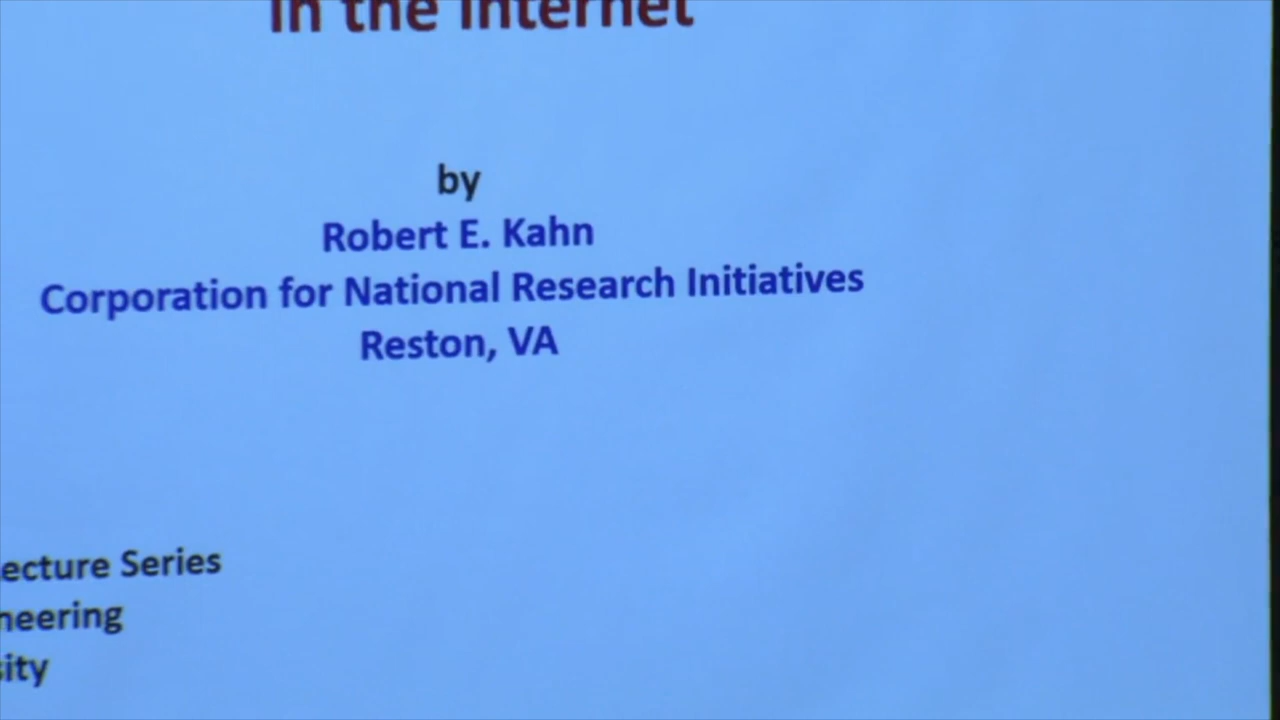 in the Internet
by
Robert E. Kahn
Corporation for National Research Initiatives
Reston, VA
ecture Series
neering
sity